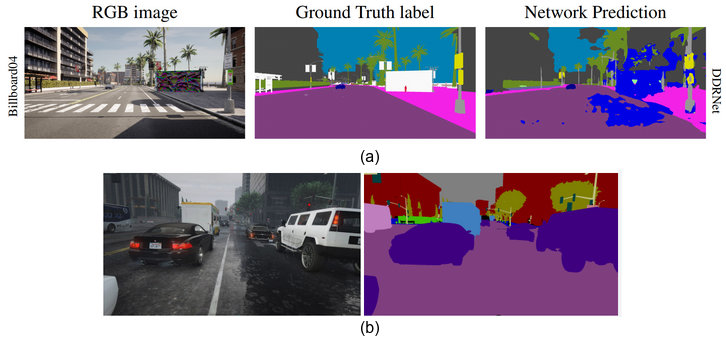 RGB image
Ground Truth label
Network Prediction
Billboard04
DDRNet
(a)
(b)